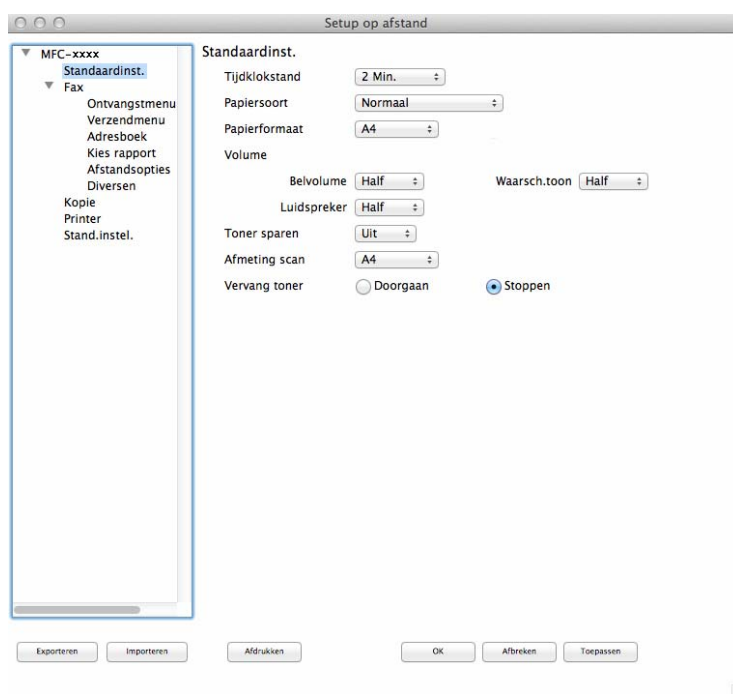 Setup op afstand
MFC-xxxx
Standaardinst.
Fax
Ontvangstmenu
Verzendmenu
Adresboek
Kies rapport
Afstandsopties
Diversen
Kopie
Printer
Stand.instel.
Standaardinst.
Tijdklokstand 2 Min.
Papiersoort Normaal
Papierformaat A4
Volume
Belvolume Half Waarsch.toon Half
Luidspreker Half
Toner sparen Uit
Afmeting scan A4
Vervang toner Doorgaan Stoppen
Exporteren Importeren Afdrukken OK Afbreken Toepassen